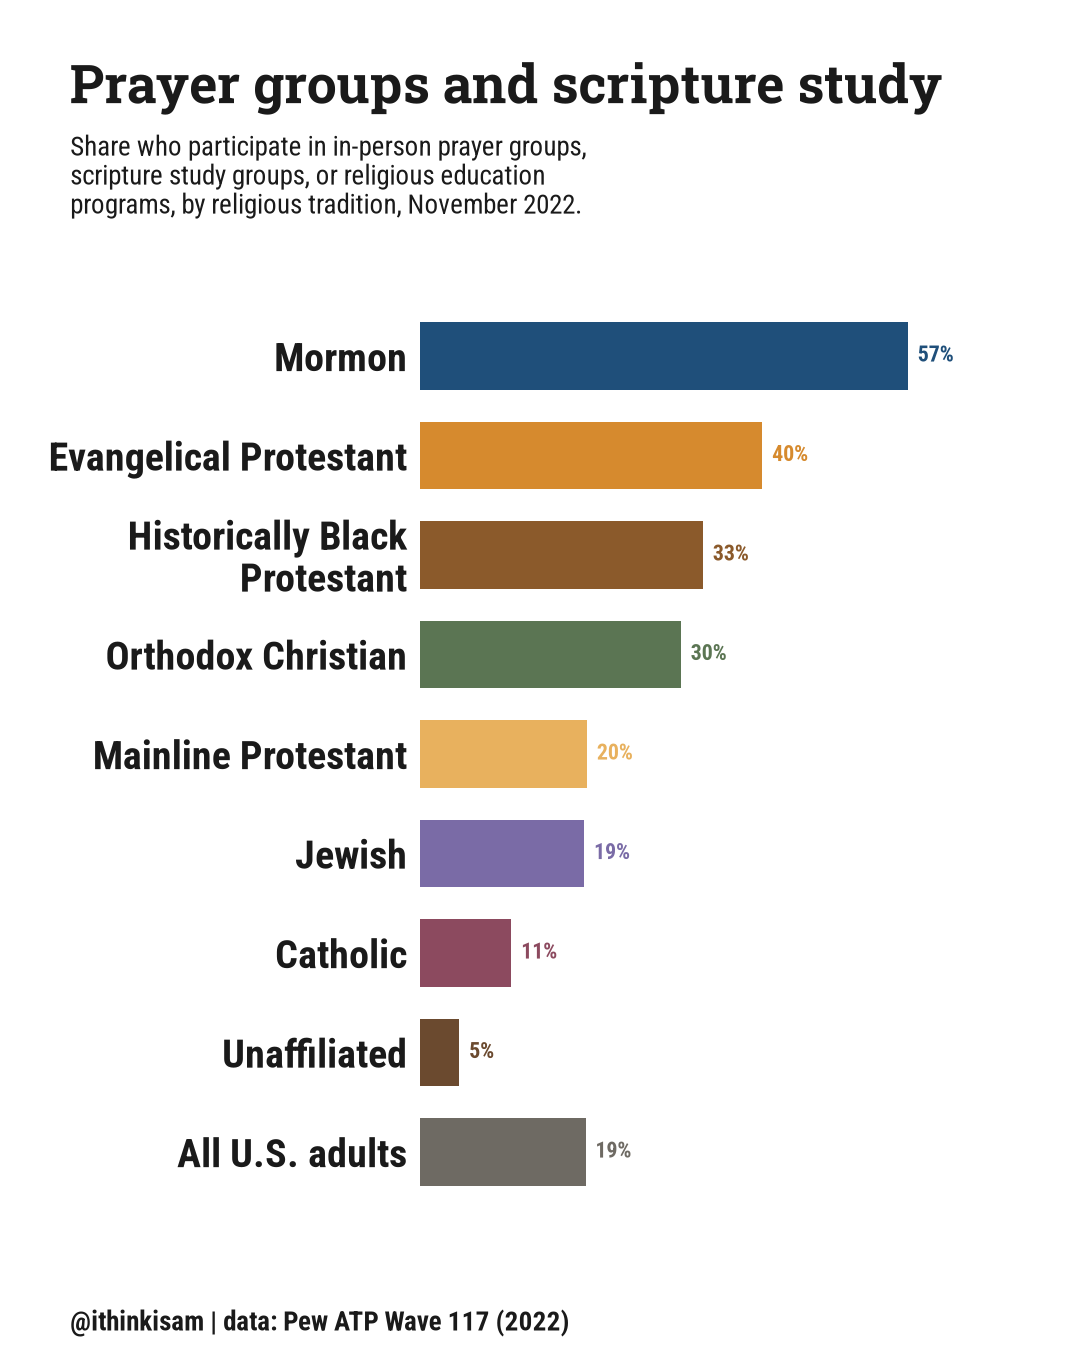 Prayer groups and scripture study
Share who participate in in-person prayer groups,
scripture study groups, or religious education
programs, by religious tradition, November 2022.
Mormon
57%
Evangelical Protestant
40%
Historically Black
Protestant
33%
Orthodox Christian
30%
Mainline Protestant
20%
Jewish
19%
Catholic
11%
Unaffiliated
5%
All U.S. adults
19%
@ithinkisam | data: Pew ATP Wave 117 (2022)